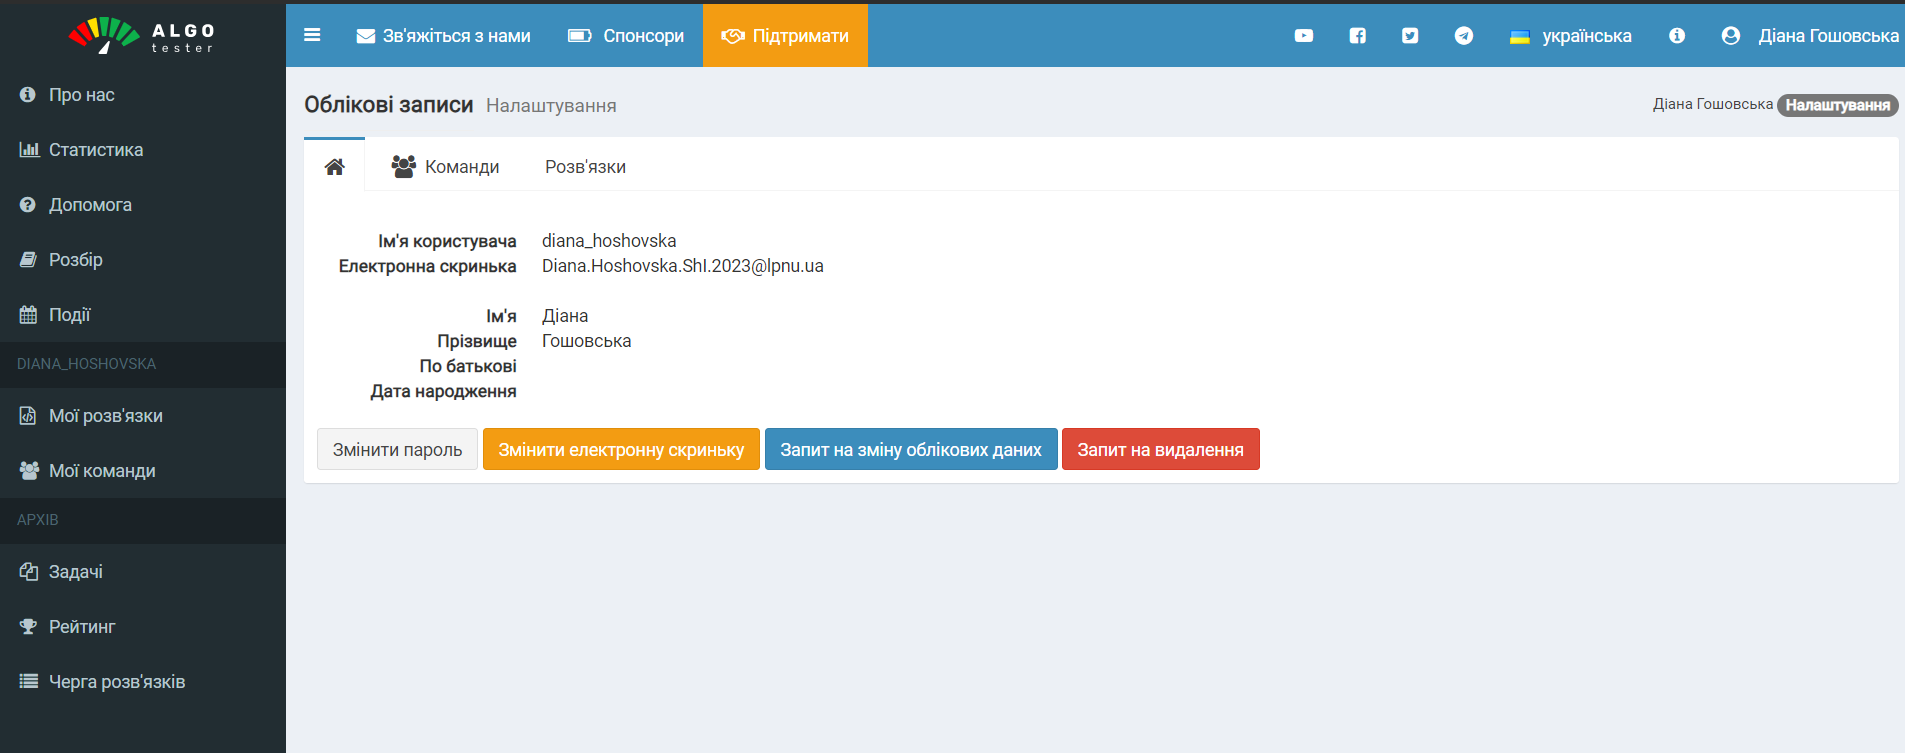 ALGO
tester
Про нас
Статистика
Допомога
Розбір
Події
DIANA_HOSHOVSKA
Мої розв'язки
Мої команди
АРХІВ
Задачі
Рейтинг
Черга розв'язків
Зв'яжіться з нами
Спонсори
Підтримати
українська
Діана Гошовська
Облікові записи Налаштування
Діана Гошовська Налаштування
Команди
Розв'язки
Ім'я користувача diana_hoshovska
Електронна скринька Diana.Hoshovska.ShI.2023@lpnu.ua
Ім'я Діана
Прізвище Гошовська
По батькові
Дата народження
Змінити пароль
Змінити електронну скриньку
Запит на зміну облікових даних
Запит на видалення